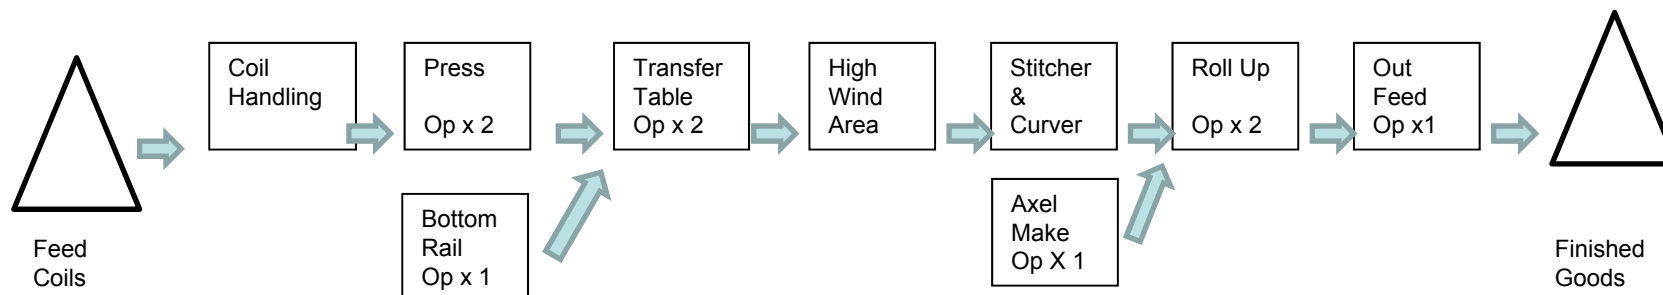 Feed
Coils
Coil
Handling
Press
Op x 2
Bottom
Rail
Op x 1
Transfer
Table
Op x 2
High
Wind
Area
Stitcher
&
Curver
Axel
Make
Op X 1
Roll Up
Op x 2
Out
Feed
Op x1
Finished
Goods